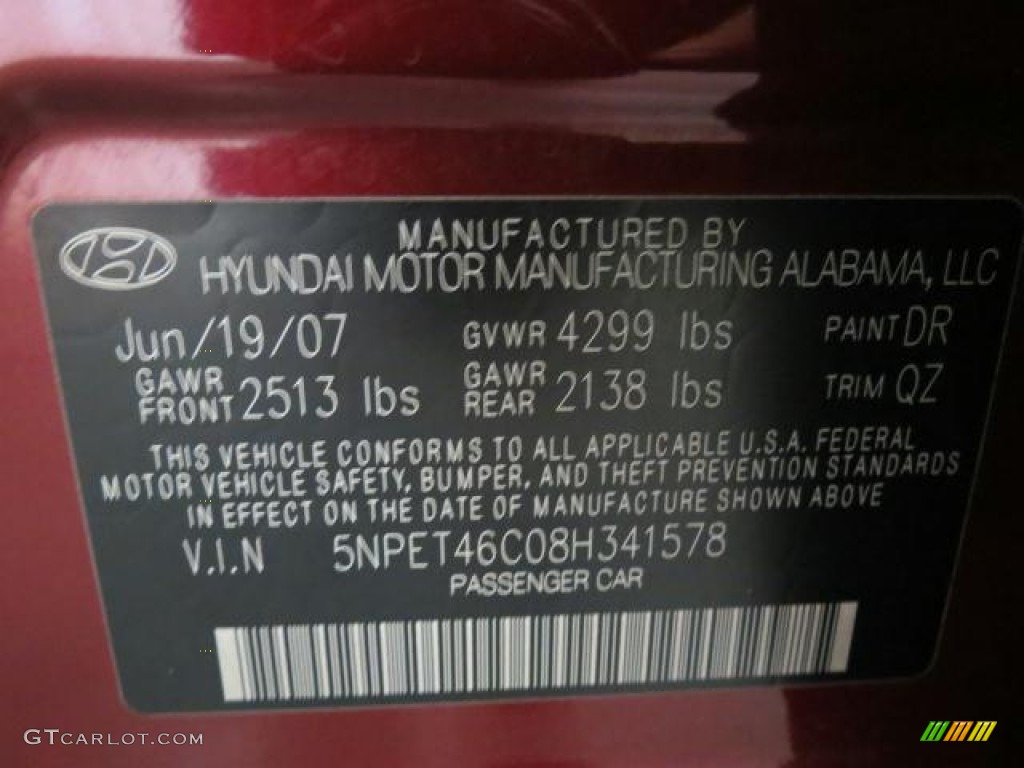 MANUFACTURED BY
HYUNDAI MOTOR MANUFACTURING ALABAMA, LLC
Jun/19/07 GVWR 4299 lbs PAINT DR
GAWR FRONT 2513 lbs GAWR REAR 2138 lbs TRIM QZ
THIS VEHICLE CONFORMS TO ALL APPLICABLE U.S.A. FEDERAL
MOTOR VEHICLE SAFETY, BUMPER, AND THEFT PREVENTION STANDARDS
IN EFFECT ON THE DATE OF MANUFACTURE SHOWN ABOVE
V.I.N 5NPET46C08H341578
PASSENGER CAR
GTCARLOT.COM